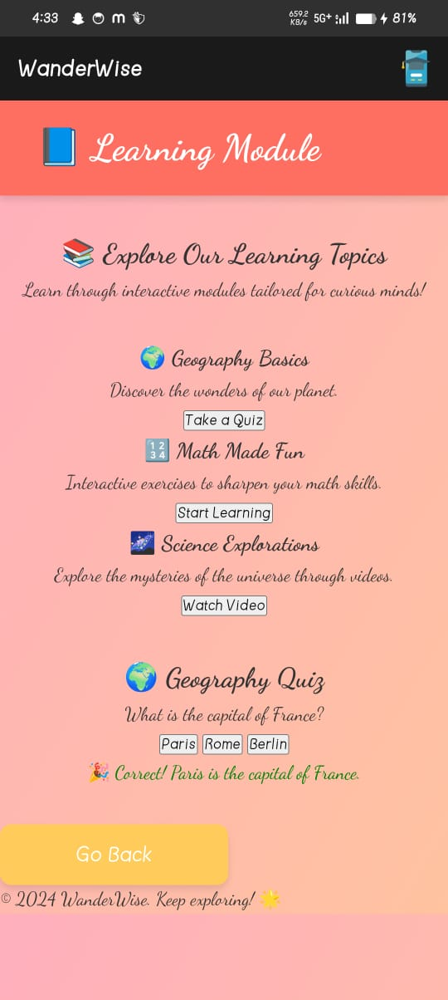 4:33
659.2 KB/s 5G+ 81%
WanderWise
Learning Module
Explore Our Learning Topics
Learn through interactive modules tailored for curious minds!
Geography Basics
Discover the wonders of our planet.
Take a Quiz
Math Made Fun
Interactive exercises to sharpen your math skills.
Start Learning
Science Explorations
Explore the mysteries of the universe through videos.
Watch Video
Geography Quiz
What is the capital of France?
Paris Rome Berlin
Correct! Paris is the capital of France.
Go Back
© 2024 WanderWise. Keep exploring!